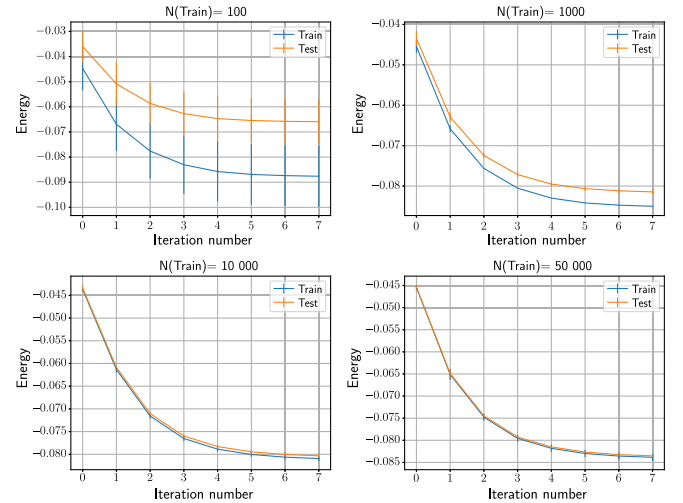 N(Train)= 100
−0.03
−0.04
−0.05
−0.06
−0.07
−0.08
−0.09
−0.10
Energy
Train
Test
0 1 2 3 4 5 6 7
Iteration number
N(Train)= 1000
−0.04
−0.05
−0.06
−0.07
−0.08
Energy
Train
Test
0 1 2 3 4 5 6 7
Iteration number
N(Train)= 10 000
−0.045
−0.050
−0.055
−0.060
−0.065
−0.070
−0.075
−0.080
Energy
Train
Test
0 1 2 3 4 5 6 7
Iteration number
N(Train)= 50 000
−0.045
−0.050
−0.055
−0.060
−0.065
−0.070
−0.075
−0.080
−0.085
Energy
Train
Test
0 1 2 3 4 5 6 7
Iteration number